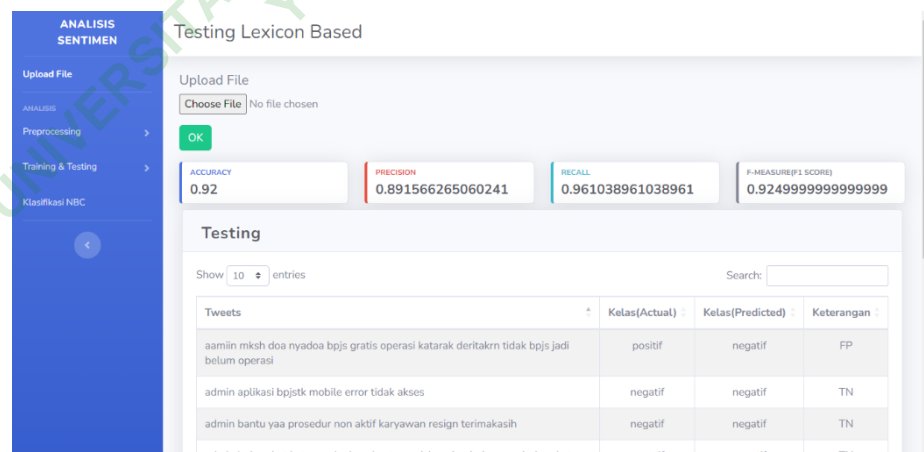 ANALISIS
SENTIMEN
Upload File
ANALISIS
Preprocessing
Training & Testing
Klasifikasi NBC
Testing Lexicon Based
Upload File
Choose File No file chosen
OK
ACCURACY
0.92
PRECISION
0.891566265060241
RECALL
0.961038961038961
F-MEASURE(F1 SCORE)
0.9249999999999999
Testing
Show 10 entries
Search:
Tweets Kelas(Actual) Kelas(Predicted) Keterangan
aamiin mksh doa nyadoa bpjs gratis operasi katarak deritakrn tidak bpjs jadi
belum operasi
positif negatif FP
admin aplikasi bpjstk mobile error tidak akses negatif negatif TN
admin bantu yaa prosedur non aktif karyawan resign terimakasih negatif negatif TN
UNIVERSITA